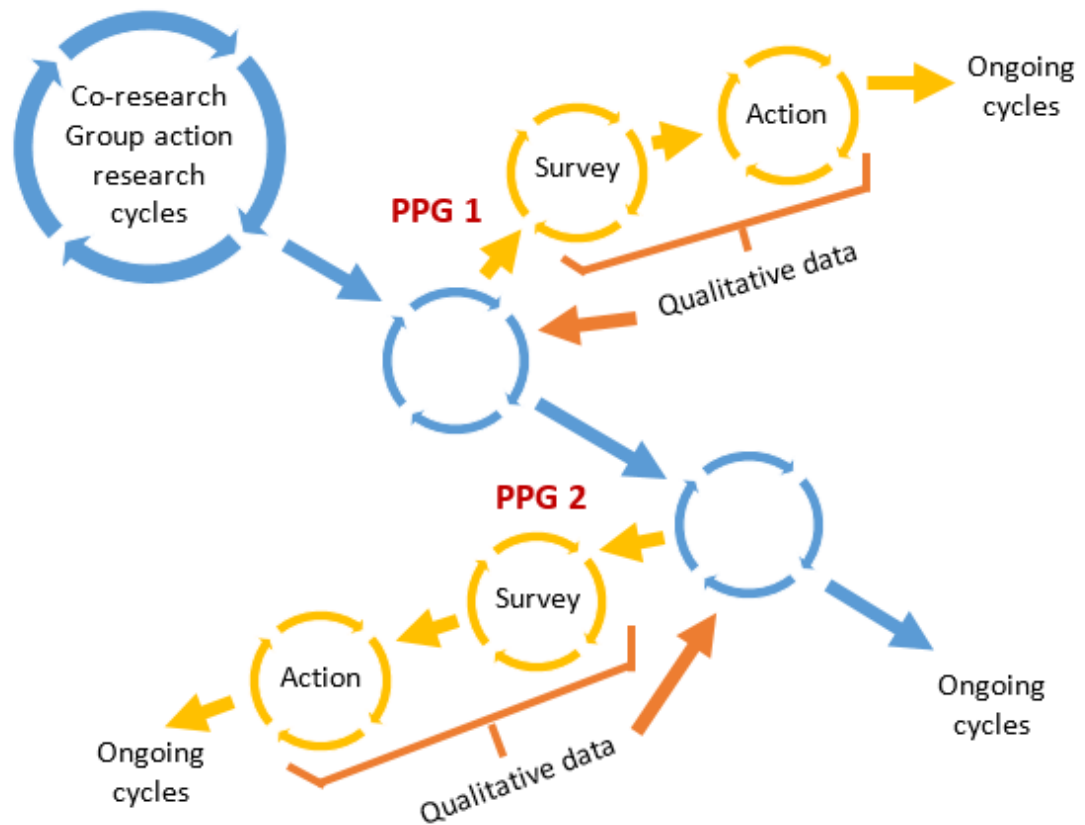 Co-research
Group action
research
cycles
PPG 1
Survey
Action
Ongoing
cycles
Qualitative data
PPG 2
Survey
Action
Ongoing
cycles
Qualitative data
Ongoing
cycles